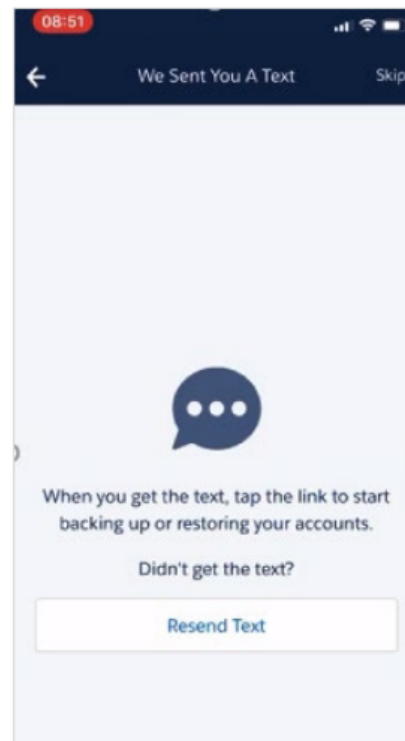 08:51
We Sent You A Text
Skip
When you get the text, tap the link to start
backing up or restoring your accounts.
Didn't get the text?
Resend Text